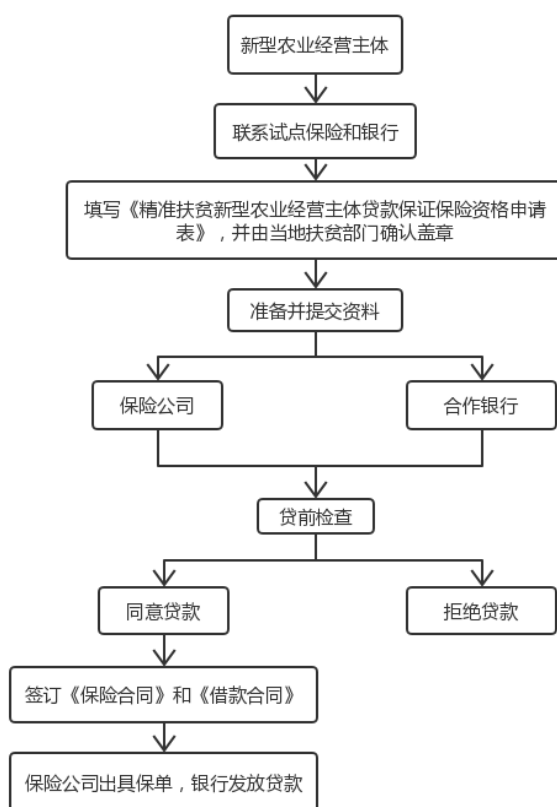 新型农业经营主体
联系试点保险和银行
填写《精准扶贫新型农业经营主体贷款保证保险资格申请
表》，并由当地扶贫部门确认盖章
准备并提交资料
保险公司
合作银行
贷前检查
同意贷款
拒绝贷款
签订《保险合同》和《借款合同》
保险公司出具保单，银行发放贷款